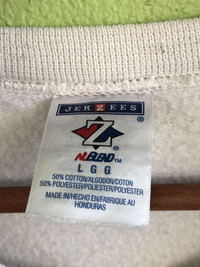 JERZEES
®
Z
®
NUBLEND™
L G G
50% COTTON/ALGODON/COTON
50% POLYESTER/POLIESTER/POLYESTER
MADE IN/HECHO EN/FABRIQUE AU
HONDURAS